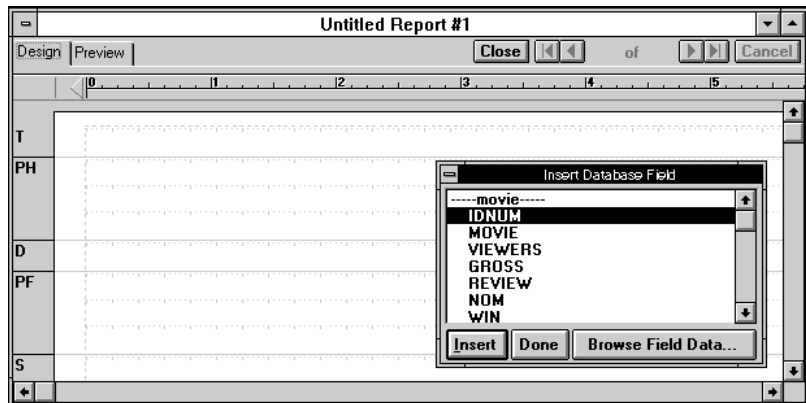 Untitled Report #1
Design Preview Close of Cancel
0 1 2 3 4 5
T
PH
Insert Database Field
-----movie-----
IDNUM
MOVIE
D
VIEWERS
GROSS
PF
REVIEW
NOM
WIN
Insert Done Browse Field Data...
S